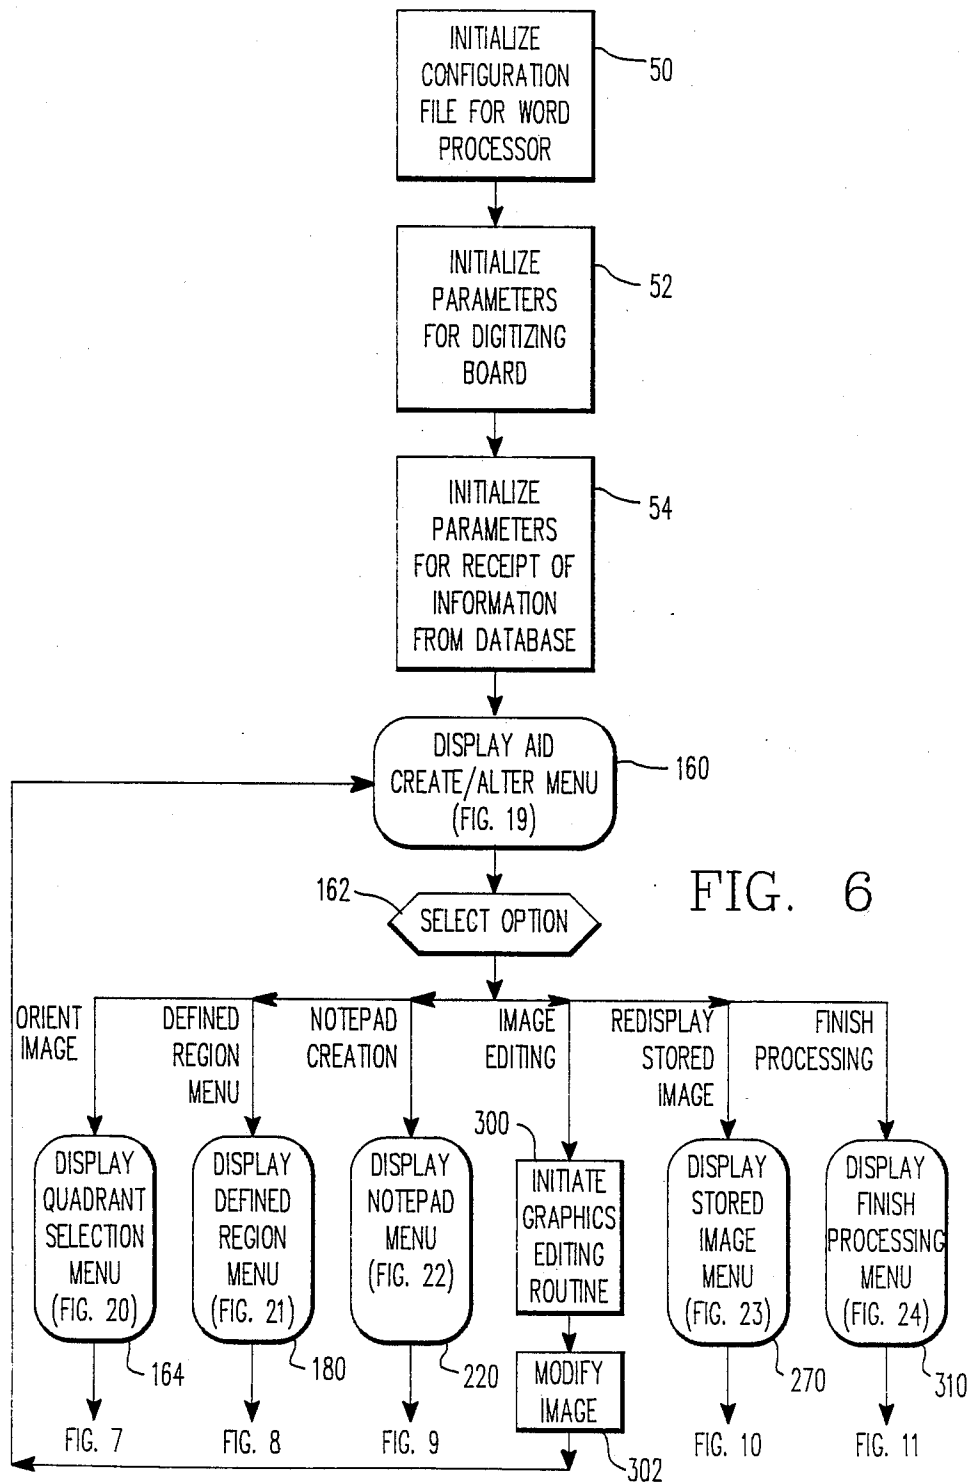 INITIALIZE
CONFIGURATION
FILE FOR WORD
PROCESSOR
50
INITIALIZE
PARAMETERS
FOR DIGITIZING
BOARD
52
INITIALIZE
PARAMETERS
FOR RECEIPT OF
INFORMATION
FROM DATABASE
54
DISPLAY AID
CREATE/ALTER MENU
(FIG. 19)
160
FIG. 6
162
SELECT OPTION
ORIENT
IMAGE
DEFINED
REGION
MENU
NOTEPAD
CREATION
IMAGE
EDITING
REDISPLAY
STORED
IMAGE
FINISH
PROCESSING
DISPLAY
QUADRANT
SELECTION
MENU
(FIG. 20)
164
FIG. 7
DISPLAY
DEFINED
REGION
MENU
(FIG. 21)
180
FIG. 8
DISPLAY
NOTEPAD
MENU
(FIG. 22)
220
FIG. 9
300
INITIATE
GRAPHICS
EDITING
ROUTINE
MODIFY
IMAGE
302
DISPLAY
STORED
IMAGE
MENU
(FIG. 23)
270
FIG. 10
DISPLAY
FINISH
PROCESSING
MENU
(FIG. 24)
310
FIG. 11